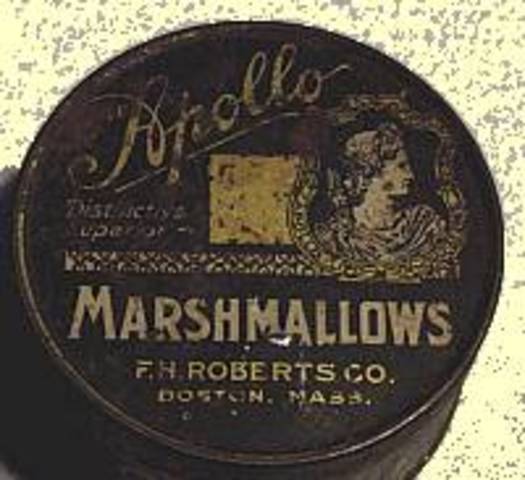 Apollo
Distinctive
Superior
MARSHMALLOWS
F.H. ROBERTS CO.
BOSTON, MASS.